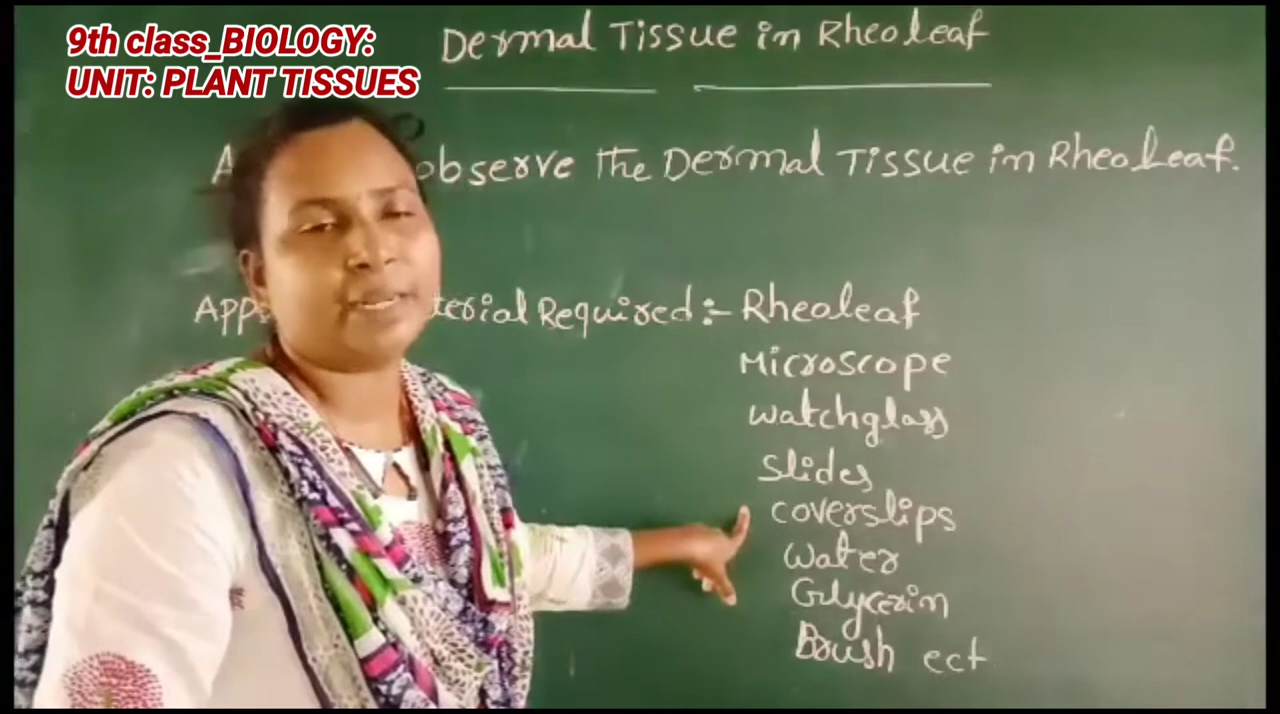 9th class_BIOLOGY:
UNIT: PLANT TISSUES
Dermal Tissue in Rheoleaf
observe the Dermal Tissue in RheoLeaf.
Required :- Rheoleaf
Microscope
watchglass
slides
coverslips
Water
Glycerin
Brush ect